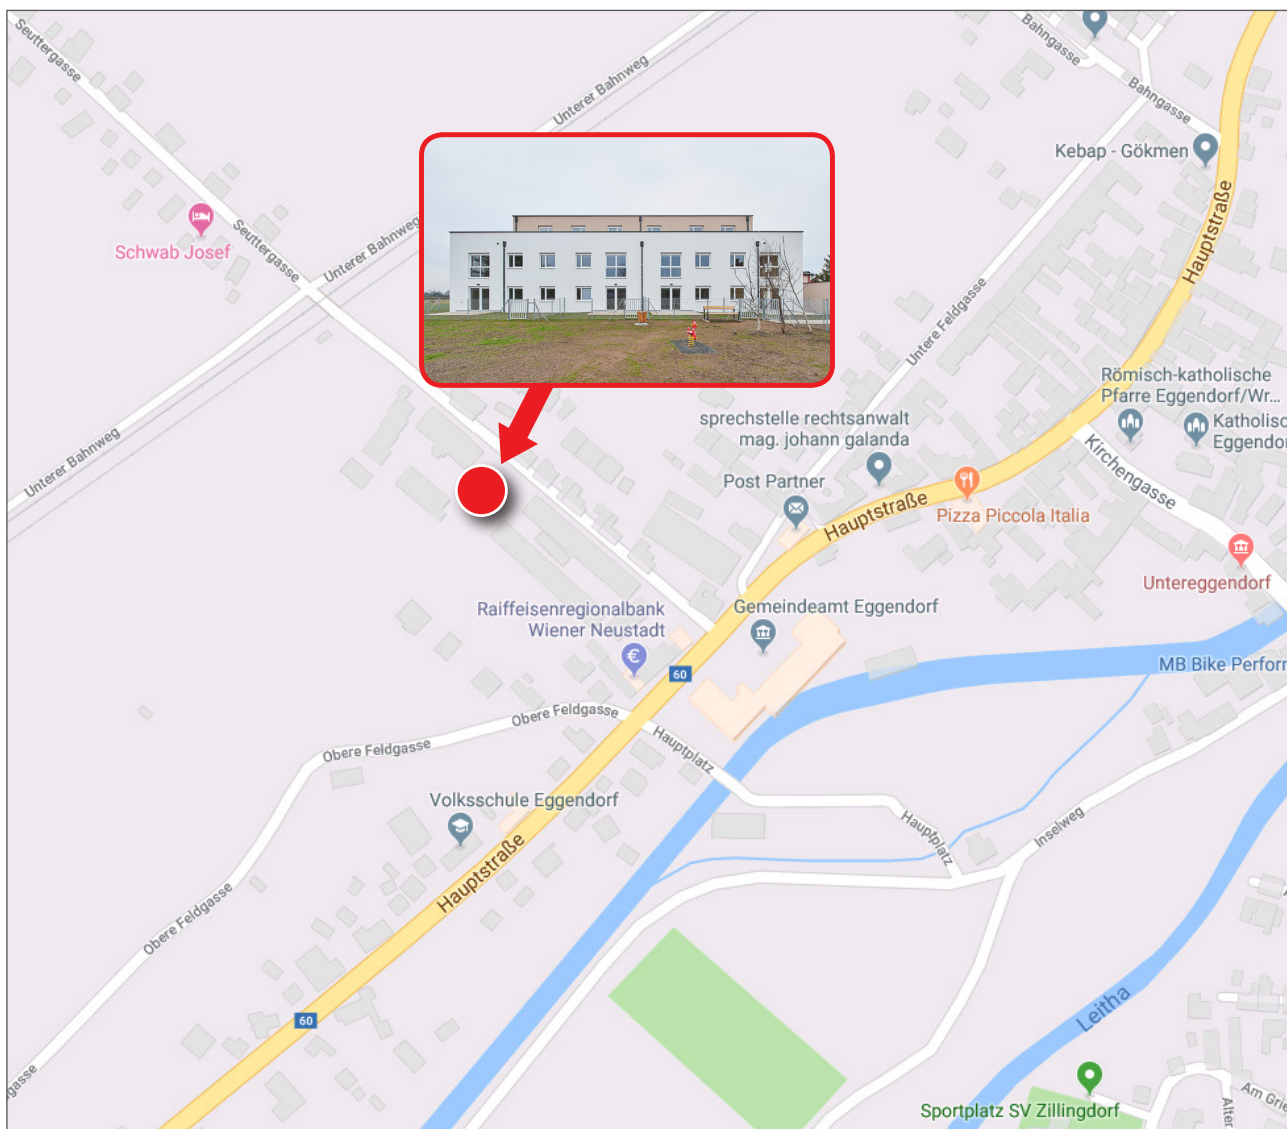 Seuttergasse
Bahngasse
Unterer Bahnweg
Bahngasse
Kebap - Gökmen
Hauptstraße
Schwab Josef
Seuttergasse
Unterer Bahnweg
Untere Feldgasse
Römisch-katholische
Pfarre Eggendorf/Wr...
sprechstelle rechtsanwalt
mag. johann galanda
Katholisc
Eggendor
Unterer Bahnweg
Kirchengasse
Post Partner
Hauptstraße
Pizza Piccola Italia
Untereggendorf
Raiffeisenregionalbank
Wiener Neustadt
Gemeindeamt Eggendorf
MB Bike Perforr
60
Obere Feldgasse
Obere Feldgasse
Hauptplatz
Volksschule Eggendorf
Hauptplatz
Inselweg
Hauptstraße
Obere Feldgasse
60
Leitha
gasse
Sportplatz SV Zillingdorf
Am Grie
Alter